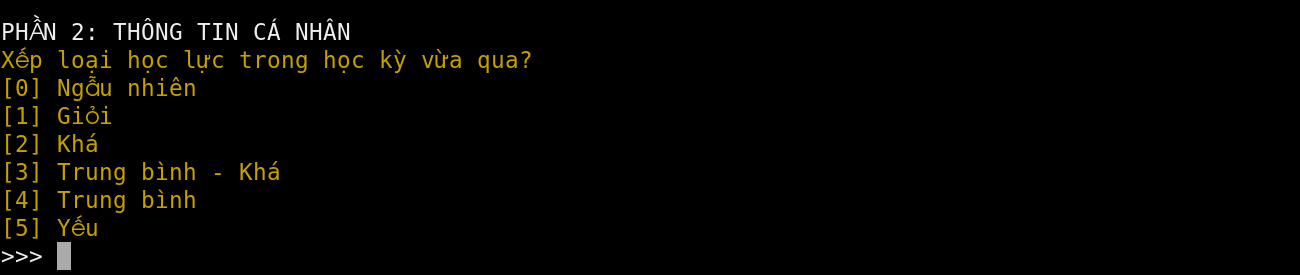 PHẦN 2: THÔNG TIN CÁ NHÂN
Xếp loại học lực trong học kỳ vừa qua?
[0] Ngẫu nhiên
[1] Giỏi
[2] Khá
[3] Trung bình - Khá
[4] Trung bình
[5] Yếu
>>>